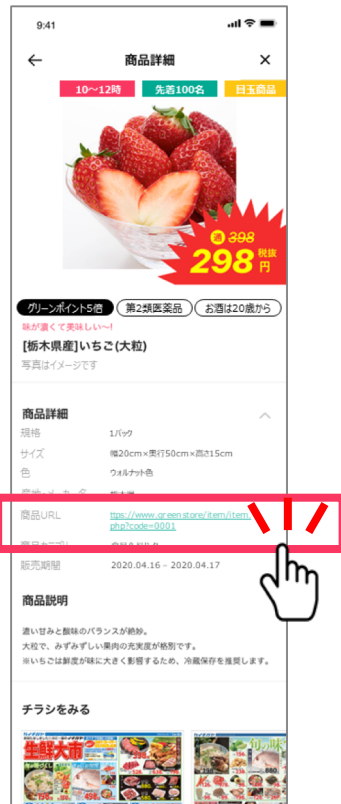 9:41
商品詳細
10〜12時
先着100名
目玉商品
通 398
298
税抜
円
グリーンポイント5倍
第2類医薬品
お酒は20歳から
味が濃くて美味しい〜!
[栃木県産]いちご(大粒)
写真はイメージです
商品詳細
規格 1パック
サイズ 幅20cm×奥行50cm×高さ15cm
色 ウォルナット色
商品URL ttps://www.greenstore/item/item.
php?code=0001
販売期間 2020.04.16 – 2020.04.17
商品説明
濃い甘みと酸味のバランスが絶妙。
大粒で、みずみずしい果肉の充実度が格別です。
※いちごは鮮度が味に大きく影響するため、冷蔵保存を推奨します。
チラシをみる
生鮮大市
旬の味